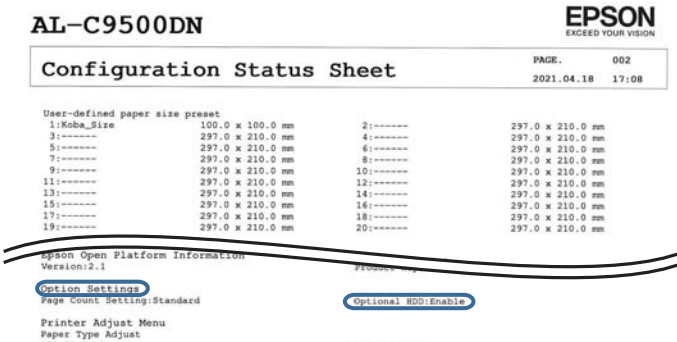 AL-C9500DN
EPSON
EXCEED YOUR VISION
Configuration Status Sheet
PAGE. 002
2021.04.18 17:08
User-defined paper size preset
1:Koba_Size 100.0 x 100.0 mm 2:------ 297.0 x 210.0 mm
3:------ 297.0 x 210.0 mm 4:------ 297.0 x 210.0 mm
5:------ 297.0 x 210.0 mm 6:------ 297.0 x 210.0 mm
7:------ 297.0 x 210.0 mm 8:------ 297.0 x 210.0 mm
9:------ 297.0 x 210.0 mm 10:------ 297.0 x 210.0 mm
11:------ 297.0 x 210.0 mm 12:------ 297.0 x 210.0 mm
13:------ 297.0 x 210.0 mm 14:------ 297.0 x 210.0 mm
15:------ 297.0 x 210.0 mm 16:------ 297.0 x 210.0 mm
17:------ 297.0 x 210.0 mm 18:------ 297.0 x 210.0 mm
19:------ 297.0 x 210.0 mm 20:------ 297.0 x 210.0 mm
Epson Open Platform Information
Version:2.1
Option Settings
Page Count Setting:Standard Optional HDD:Enable
Printer Adjust Menu
Paper Type Adjust